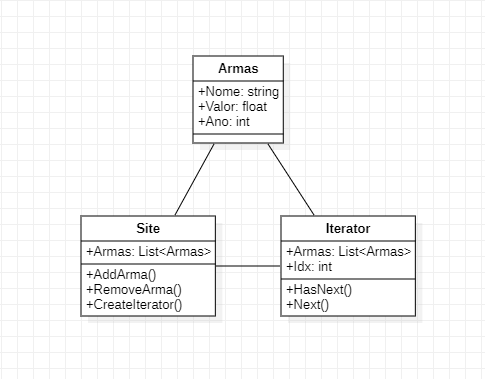 Armas
+Nome: string
+Valor: float
+Ano: int
Site
+Armas: List<Armas>
+AddArma()
+RemoveArma()
+CreateIterator()
Iterator
+Armas: List<Armas>
+Idx: int
+HasNext()
+Next()